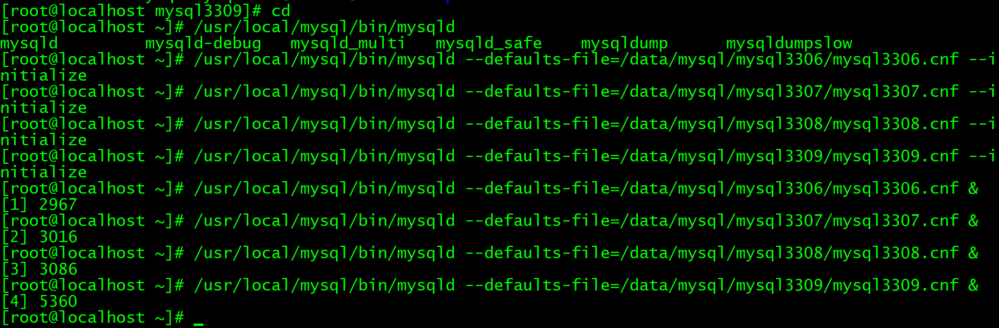 [root@localhost mysql3309]# cd
[root@localhost ~]# /usr/local/mysql/bin/mysqld
mysqld         mysqld-debug   mysqld_multi   mysqld_safe    mysqldump      mysqldumpslow
[root@localhost ~]# /usr/local/mysql/bin/mysqld --defaults-file=/data/mysql/mysql3306/mysql3306.cnf --i
nitialize
[root@localhost ~]# /usr/local/mysql/bin/mysqld --defaults-file=/data/mysql/mysql3307/mysql3307.cnf --i
nitialize
[root@localhost ~]# /usr/local/mysql/bin/mysqld --defaults-file=/data/mysql/mysql3308/mysql3308.cnf --i
nitialize
[root@localhost ~]# /usr/local/mysql/bin/mysqld --defaults-file=/data/mysql/mysql3309/mysql3309.cnf --i
nitialize
[root@localhost ~]# /usr/local/mysql/bin/mysqld --defaults-file=/data/mysql/mysql3306/mysql3306.cnf &
[1] 2967
[root@localhost ~]# /usr/local/mysql/bin/mysqld --defaults-file=/data/mysql/mysql3307/mysql3307.cnf &
[2] 3016
[root@localhost ~]# /usr/local/mysql/bin/mysqld --defaults-file=/data/mysql/mysql3308/mysql3308.cnf &
[3] 3086
[root@localhost ~]# /usr/local/mysql/bin/mysqld --defaults-file=/data/mysql/mysql3309/mysql3309.cnf &
[4] 5360
[root@localhost ~]#